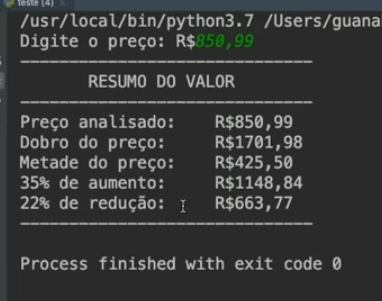 teste (4) ×
/usr/local/bin/python3.7 /Users/guana
Digite o preço: R$850,99
------------------------------
RESUMO DO VALOR
------------------------------
Preço analisado: R$850,99
Dobro do preço: R$1701,98
Metade do preço: R$425,50
35% de aumento: R$1148,84
22% de redução: R$663,77
------------------------------
Process finished with exit code 0